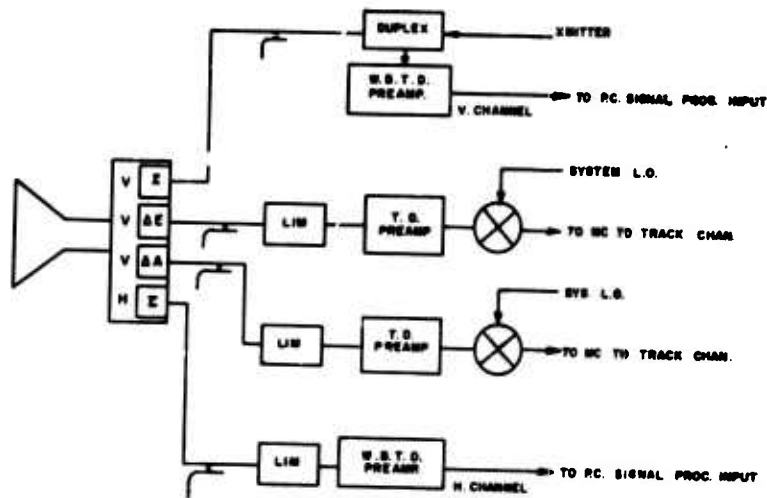 DUPLEX
XMITTER
W. B. T. D.
PREAMP.
V. CHANNEL
TO P.C. SIGNAL, PROC. INPUT
V Σ
V ΔE
V ΔA
H Σ
SYSTEM L.O.
LIM
T. D.
PREAMP
TO MC TO TRACK CHAN.
SYS L.O.
LIM
T. D
PREAMP
TO MC TO TRACK CHAN.
LIM
W. B. T. D.
PREAMP.
H. CHANNEL
TO P.C. SIGNAL PROC. INPUT